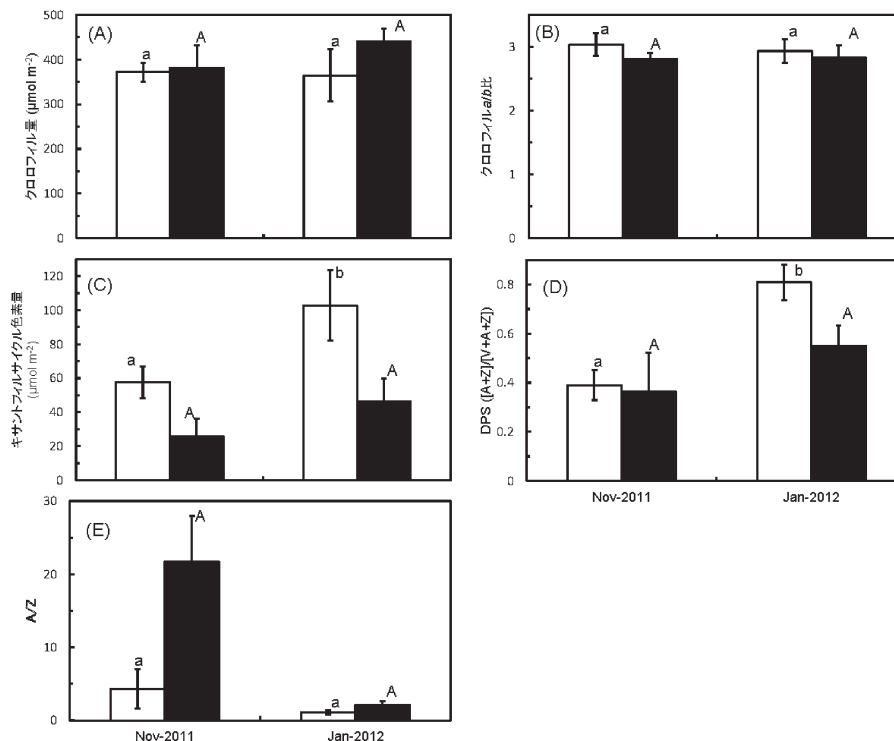 (A)
クロロフィル量 (μmol m⁻²)
500
400
300
200
100
0
a
A
a
A
(B)
クロロフィルa/b比
3
2
1
0
a
A
a
A
(C)
キサントフィルサイクル色素量
(μmol m⁻²)
120
100
80
60
40
20
0
a
A
b
A
(D)
DPS ([A+Z]/[V+A+Z])
0.8
0.6
0.4
0.2
0
a
A
b
A
Nov-2011
Jan-2012
(E)
A/Z
30
20
10
5
0
a
A
a
A
Nov-2011
Jan-2012